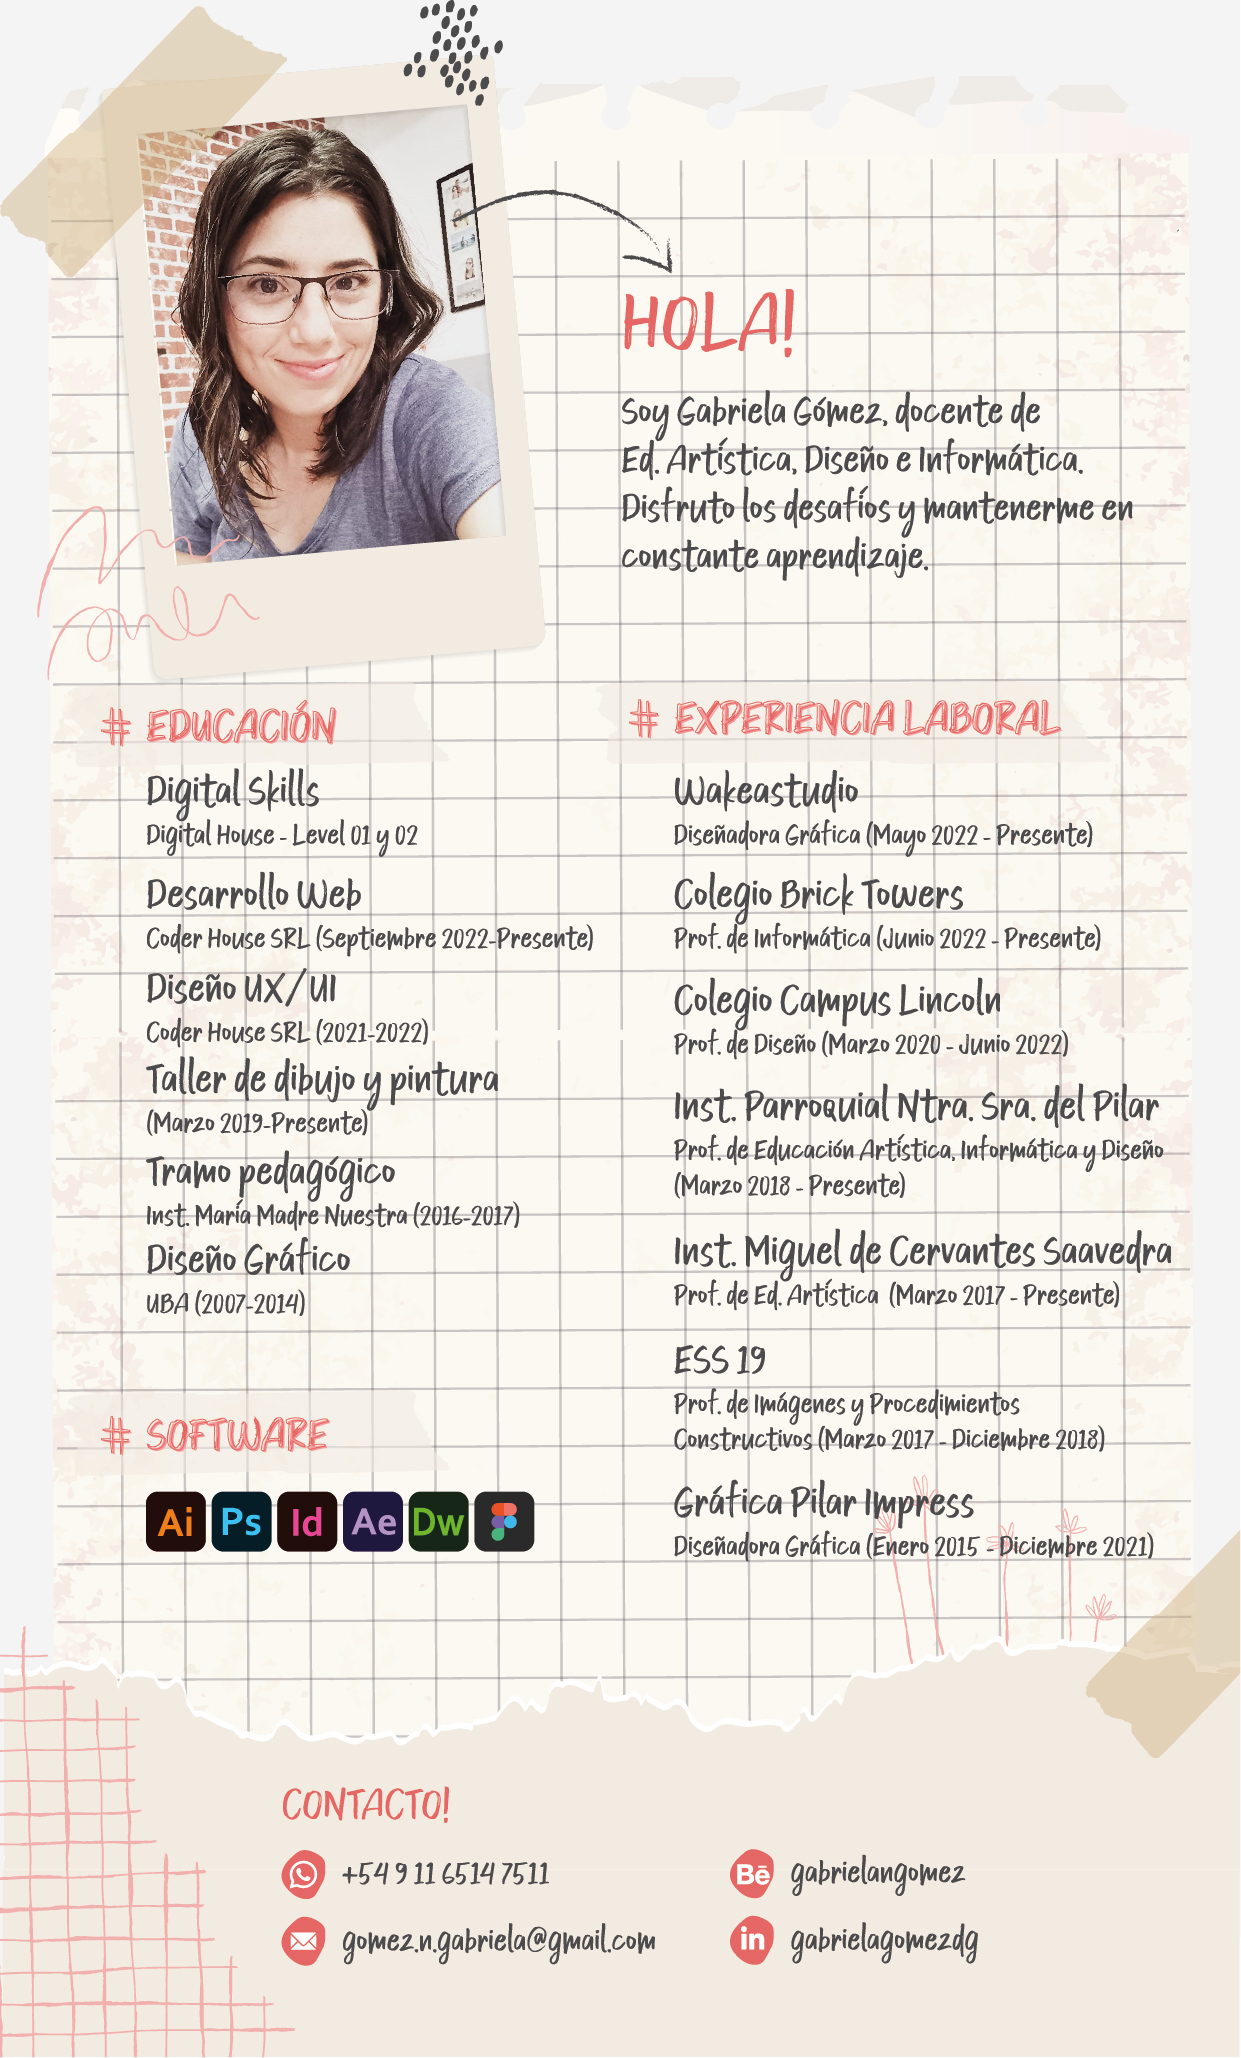 HOLA!
Soy Gabriela Gómez, docente de
Ed. Artística, Diseño e Informática.
Disfruto los desafíos y mantenerme en
constante aprendizaje.
# EDUCACIÓN
Digital Skills
Digital House - Level 01 y 02
Desarrollo Web
Coder House SRL (Septiembre 2022-Presente)
Diseño UX/UI
Coder House SRL (2021-2022)
Taller de dibujo y pintura
(Marzo 2019-Presente)
Tramo pedagógico
Inst. María Madre Nuestra (2016-2017)
Diseño Gráfico
UBA (2007-2014)
# SOFTWARE
Ai Ps Id Ae Dw
# EXPERIENCIA LABORAL
Wakeastudio
Diseñadora Gráfica (Mayo 2022 - Presente)
Colegio Brick Towers
Prof. de Informática (Junio 2022 - Presente)
Colegio Campus Lincoln
Prof. de Diseño (Marzo 2020 - Junio 2022)
Inst. Parroquial Ntra. Sra. del Pilar
Prof. de Educación Artística, Informática y Diseño
(Marzo 2018 - Presente)
Inst. Miguel de Cervantes Saavedra
Prof. de Ed. Artística (Marzo 2017 - Presente)
ESS 19
Prof. de Imágenes y Procedimientos
Constructivos (Marzo 2017 - Diciembre 2018)
Gráfica Pilar Impress
Diseñadora Gráfica (Enero 2015 - Diciembre 2021)
CONTACTO!
+54 9 11 6514 7511
gomez.n.gabriela@gmail.com
Bē gabrielangomez
in gabrielagomezdg